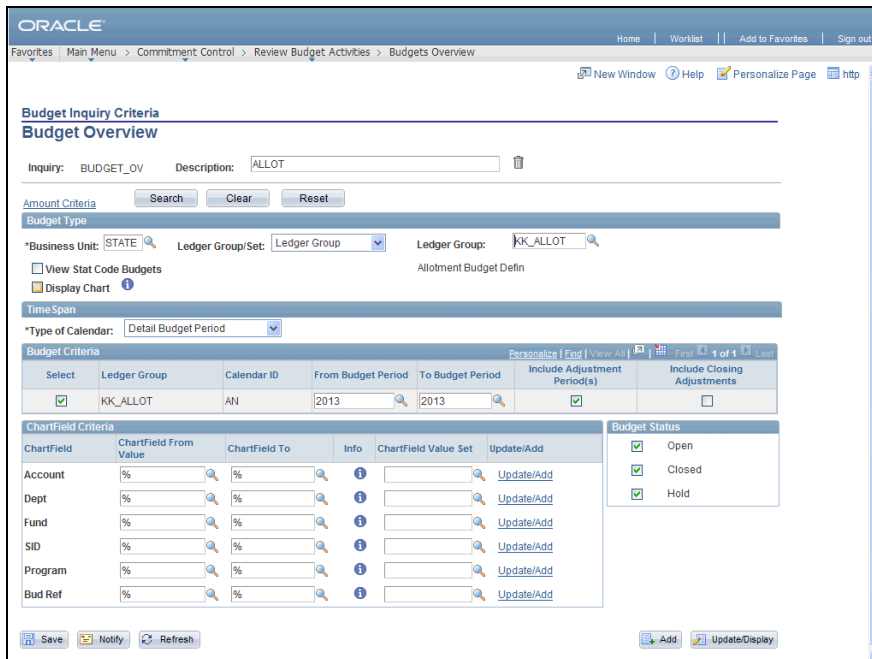 ORACLE
Home | Worklist | | Add to Favorites | Sign out
Favorites Main Menu > Commitment Control > Review Budget Activities > Budgets Overview
New Window Help Personalize Page http
Budget Inquiry Criteria
Budget Overview
Inquiry: BUDGET_OV Description: ALLOT
Amount Criteria Search Clear Reset
Budget Type
*Business Unit: STATE Ledger Group/Set: Ledger Group Ledger Group: KK_ALLOT
View Stat Code Budgets Allotment Budget Defin
Display Chart
TimeSpan
*Type of Calendar: Detail Budget Period
Budget Criteria Personalize | Find | View All | | First 1 of 1 Last
Select Ledger Group Calendar ID From Budget Period To Budget Period Include Adjustment Period(s) Include Closing Adjustments
KK_ALLOT AN 2013 2013
ChartField Criteria Budget Status
ChartField ChartField From Value ChartField To Info ChartField Value Set Update/Add
Open
Account % % Update/Add
Closed
Dept % % Update/Add
Hold
Fund % % Update/Add
SID % % Update/Add
Program % % Update/Add
Bud Ref % % Update/Add
Save Notify Refresh Add Update/Display